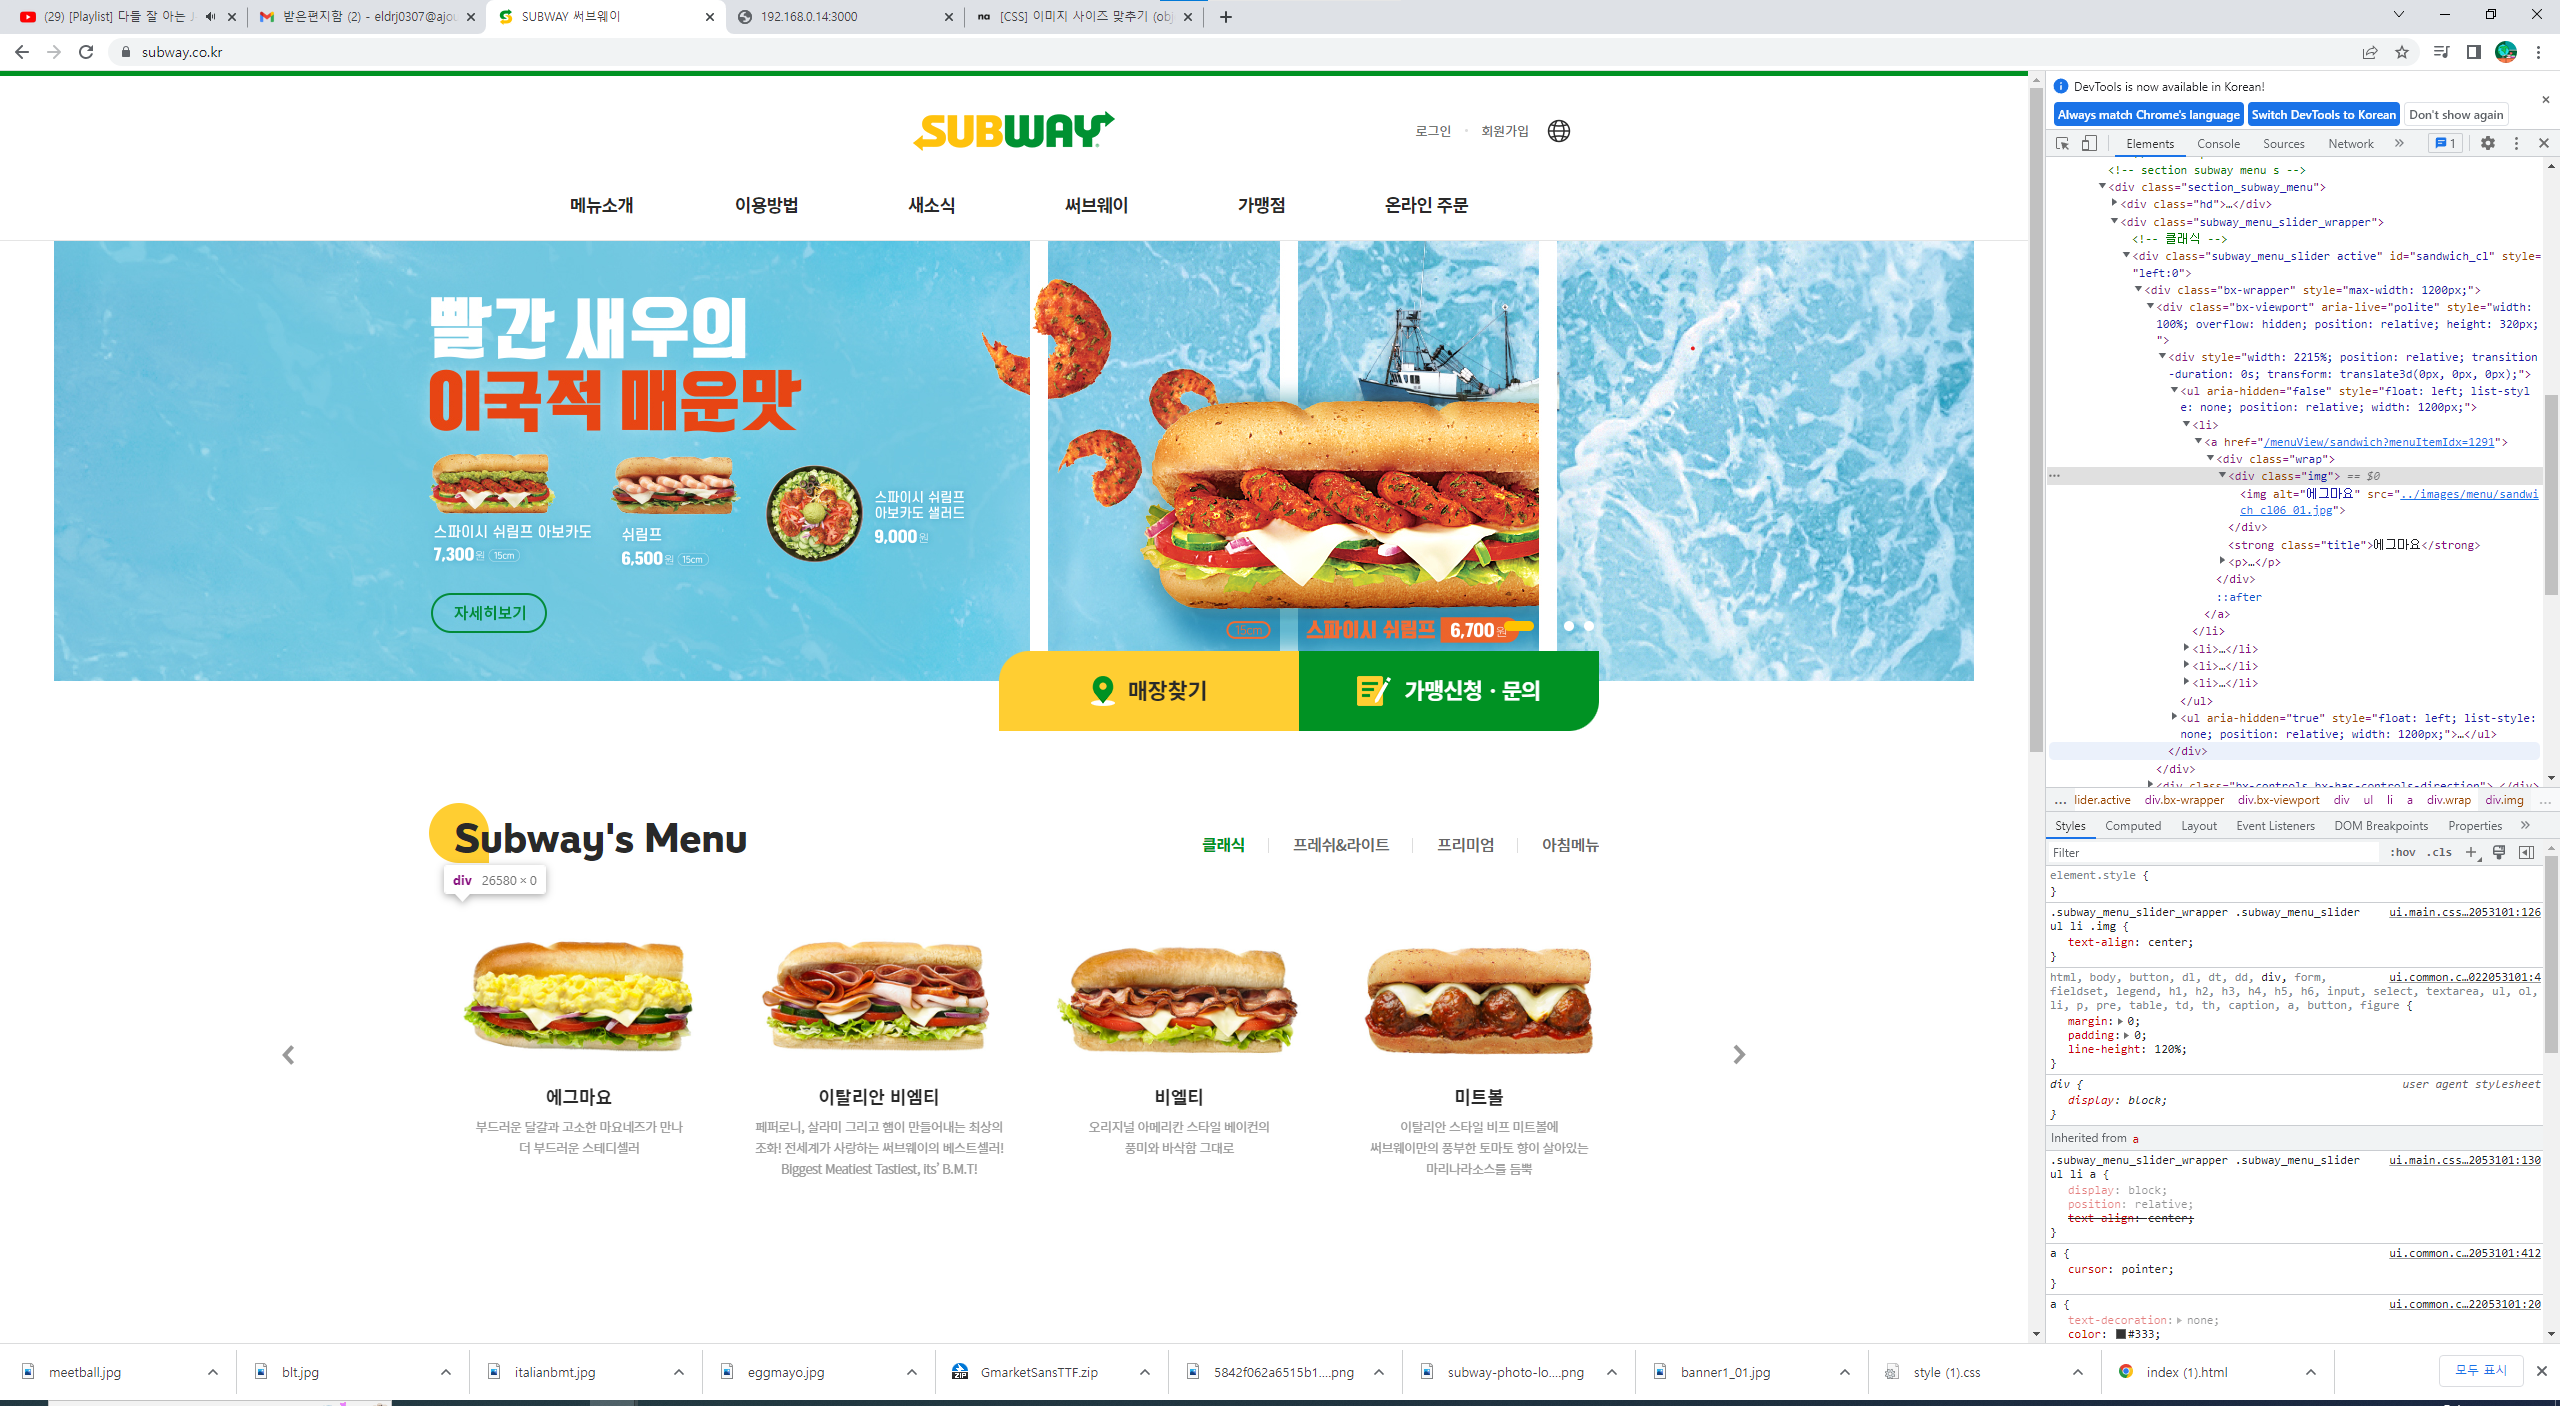 (29) [Playlist] 다들 잘 아는
받은편지함 (2) - eldrj0307@ajou
SUBWAY 써브웨이
192.168.0.14:3000
[CSS] 이미지 사이즈 맞추기 (obj
subway.co.kr
SUBWAY
로그인
회원가입
메뉴소개
이용방법
새소식
써브웨이
가맹점
온라인 주문
빨간 새우의
이국적 매운맛
스파이시 쉬림프 아보카도
7,300원 15cm
쉬림프
6,500원 15cm
스파이시 쉬림프
아보카도 샐러드
9,000원
자세히보기
15cm
스파이시 쉬림프 6,700원
매장찾기
가맹신청 · 문의
Subway's Menu
클래식
프레쉬&라이트
프리미엄
아침메뉴
div 26580 × 0
에그마요
부드러운 달걀과 고소한 마요네즈가 만나
더 부드러운 스테디셀러
이탈리안 비엠티
페퍼로니, 살라미 그리고 햄이 만들어내는 최상의
조화! 전세계가 사랑하는 써브웨이의 베스트셀러!
Biggest Meatiest Tastiest, its' B.M.T!
비엘티
오리지널 아메리칸 스타일 베이컨의
풍미와 바삭함 그대로
미트볼
이탈리안 스타일 비프 미트볼에
써브웨이만의 풍부한 토마토 향이 살아있는
마리나라소스를 듬뿍
DevTools is now available in Korean!
Always match Chrome's language
Switch DevTools to Korean
Don't show again
Elements
Console
Sources
Network
»
1
<!-- section subway menu s -->
<div class="section_subway_menu">
<div class="hd">…</div>
<div class="subway_menu_slider_wrapper">
<!-- 클래식 -->
<div class="subway_menu_slider active" id="sandwich_cl" style=
"left:0">
<div class="bx-wrapper" style="max-width: 1200px;">
<div class="bx-viewport" aria-live="polite" style="width:
100%; overflow: hidden; position: relative; height: 320px;
">
<div style="width: 2215%; position: relative; transition
-duration: 0s; transform: translate3d(0px, 0px, 0px);">
<ul aria-hidden="false" style="float: left; list-styl
e: none; position: relative; width: 1200px;">
<li>
<a href="/menuView/sandwich?menuItemIdx=1291">
<div class="wrap">
<div class="img"> == $0
<img alt="에그마요" src="../images/menu/sandwi
ch_cl06_01.jpg">
</div>
<strong class="title">에그마요</strong>
<p>…</p>
</div>
::after
</a>
</li>
<li>…</li>
<li>…</li>
<li>…</li>
</ul>
<ul aria-hidden="true" style="float: left; list-style:
none; position: relative; width: 1200px;">…</ul>
</div>
</div>
<div class="bx-controls bx-has-controls-direction">…</div>
… lider.active div.bx-wrapper div.bx-viewport div ul li a div.wrap div.img …
Styles
Computed
Layout
Event Listeners
DOM Breakpoints
Properties
»
Filter
:hov .cls +
element.style {
}
.subway_menu_slider_wrapper .subway_menu_slider ui.main.css…2053101:126
ul li .img {
text-align: center;
}
html, body, button, dl, dt, dd, div, form, ui.common.c…022053101:4
fieldset, legend, h1, h2, h3, h4, h5, h6, input, select, textarea, ul, ol,
li, p, pre, table, td, th, caption, a, button, figure {
margin: 0;
padding: 0;
line-height: 120%;
}
div { user agent stylesheet
display: block;
}
Inherited from a
.subway_menu_slider_wrapper .subway_menu_slider ui.main.css…2053101:130
ul li a {
display: block;
position: relative;
text-align: center;
}
a { ui.common.c…2053101:412
cursor: pointer;
}
a { ui.common.c…22053101:20
text-decoration: none;
color: #333;
meetball.jpg
blt.jpg
italianbmt.jpg
eggmayo.jpg
GmarketSansTTF.zip
5842f062a6515b1....png
subway-photo-lo....png
banner1_01.jpg
style (1).css
index (1).html
모두 표시